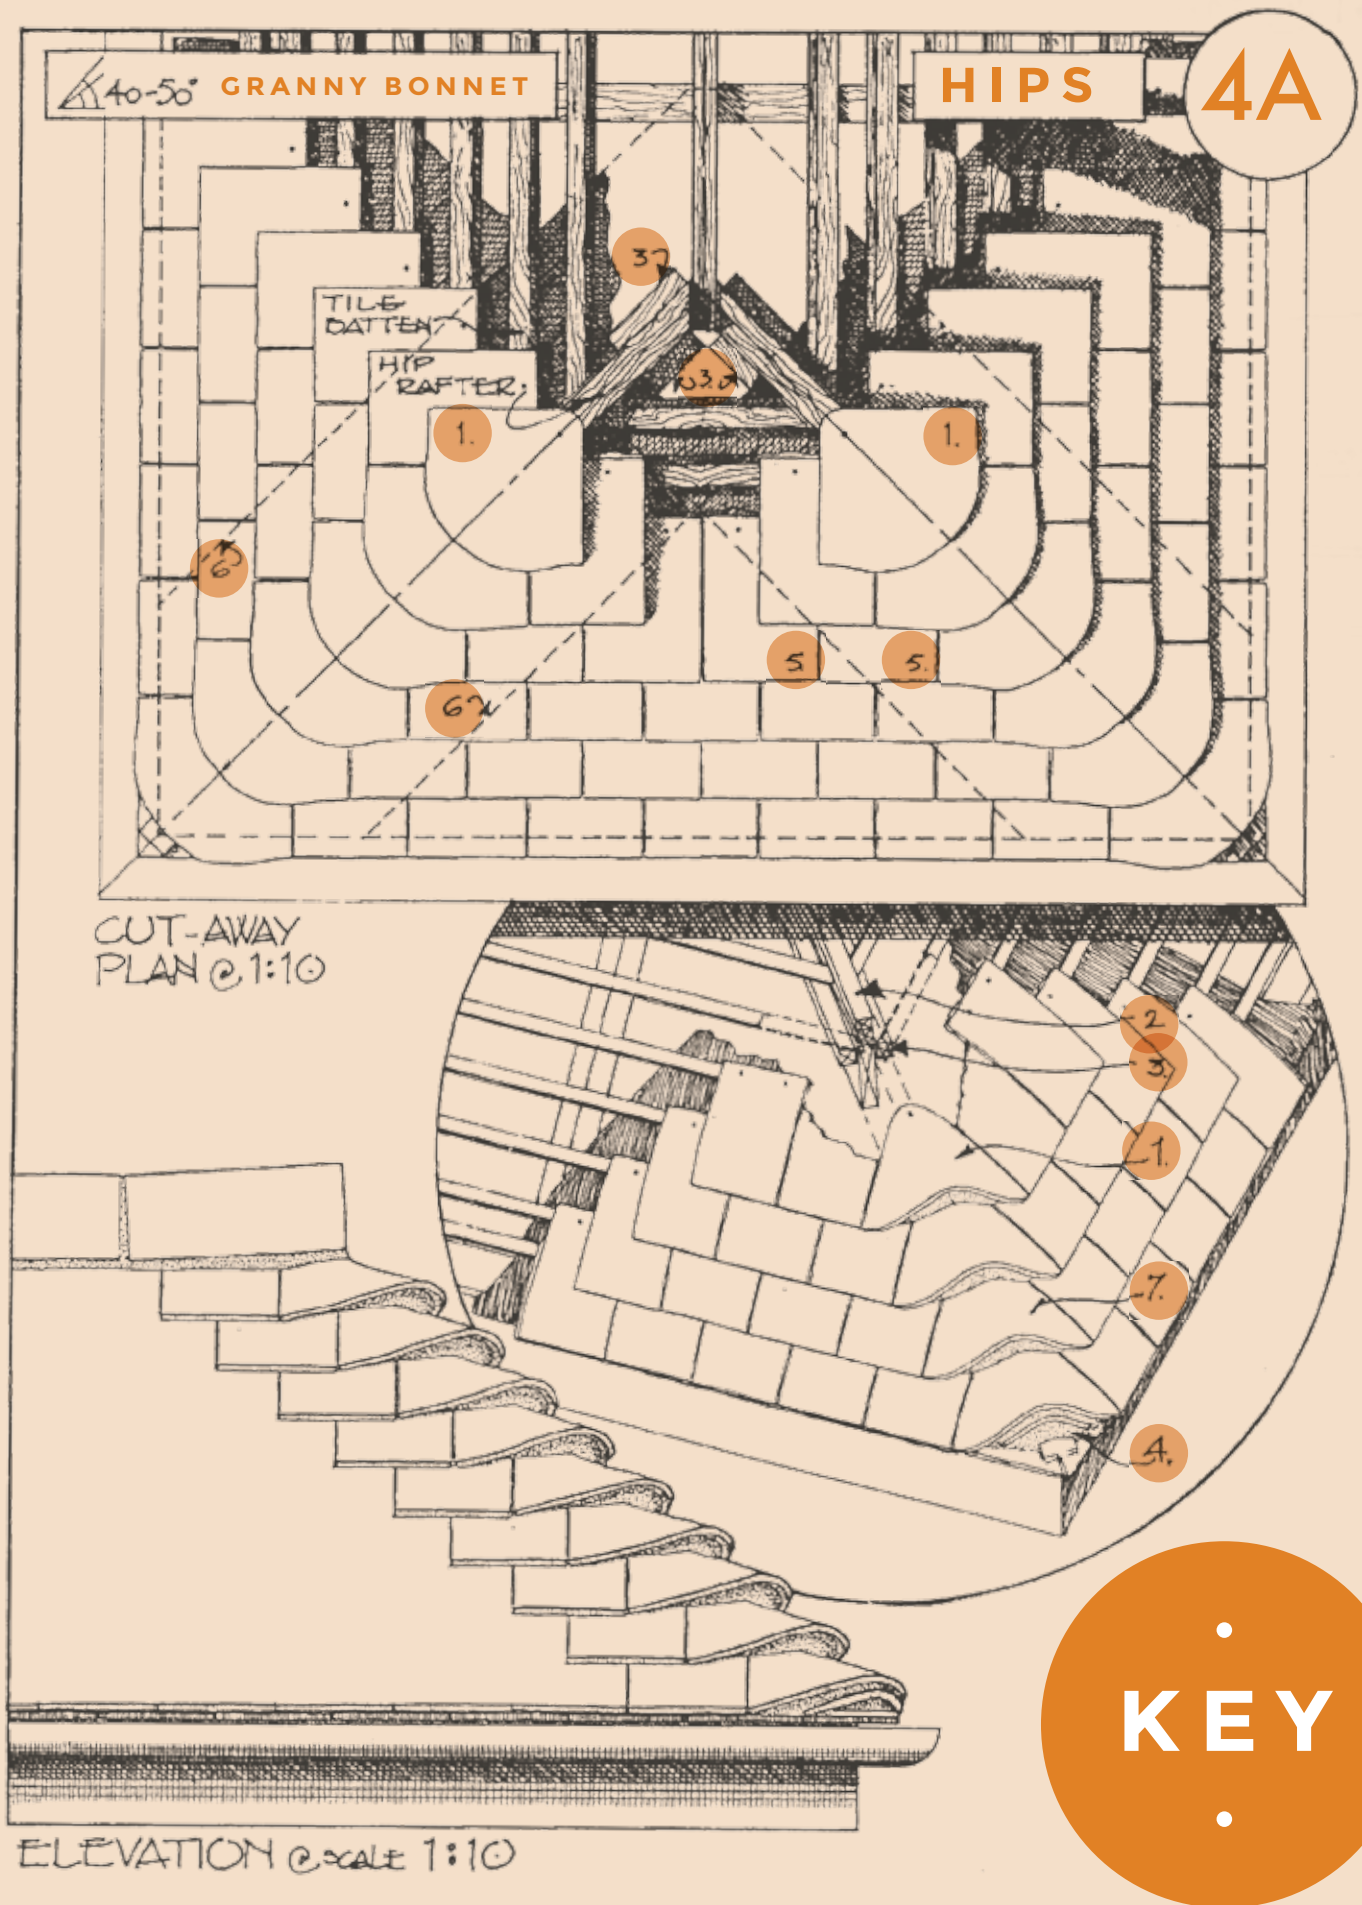 40-50° GRANNY BONNET
HIPS
4A
3
TILE
BATTEN
HIP
RAFTER
3.
1.
1.
6
5
5.
6
CUT-AWAY
PLAN @ 1:10
2
3.
1.
7.
4.
KEY
ELEVATION @ SCALE 1:10